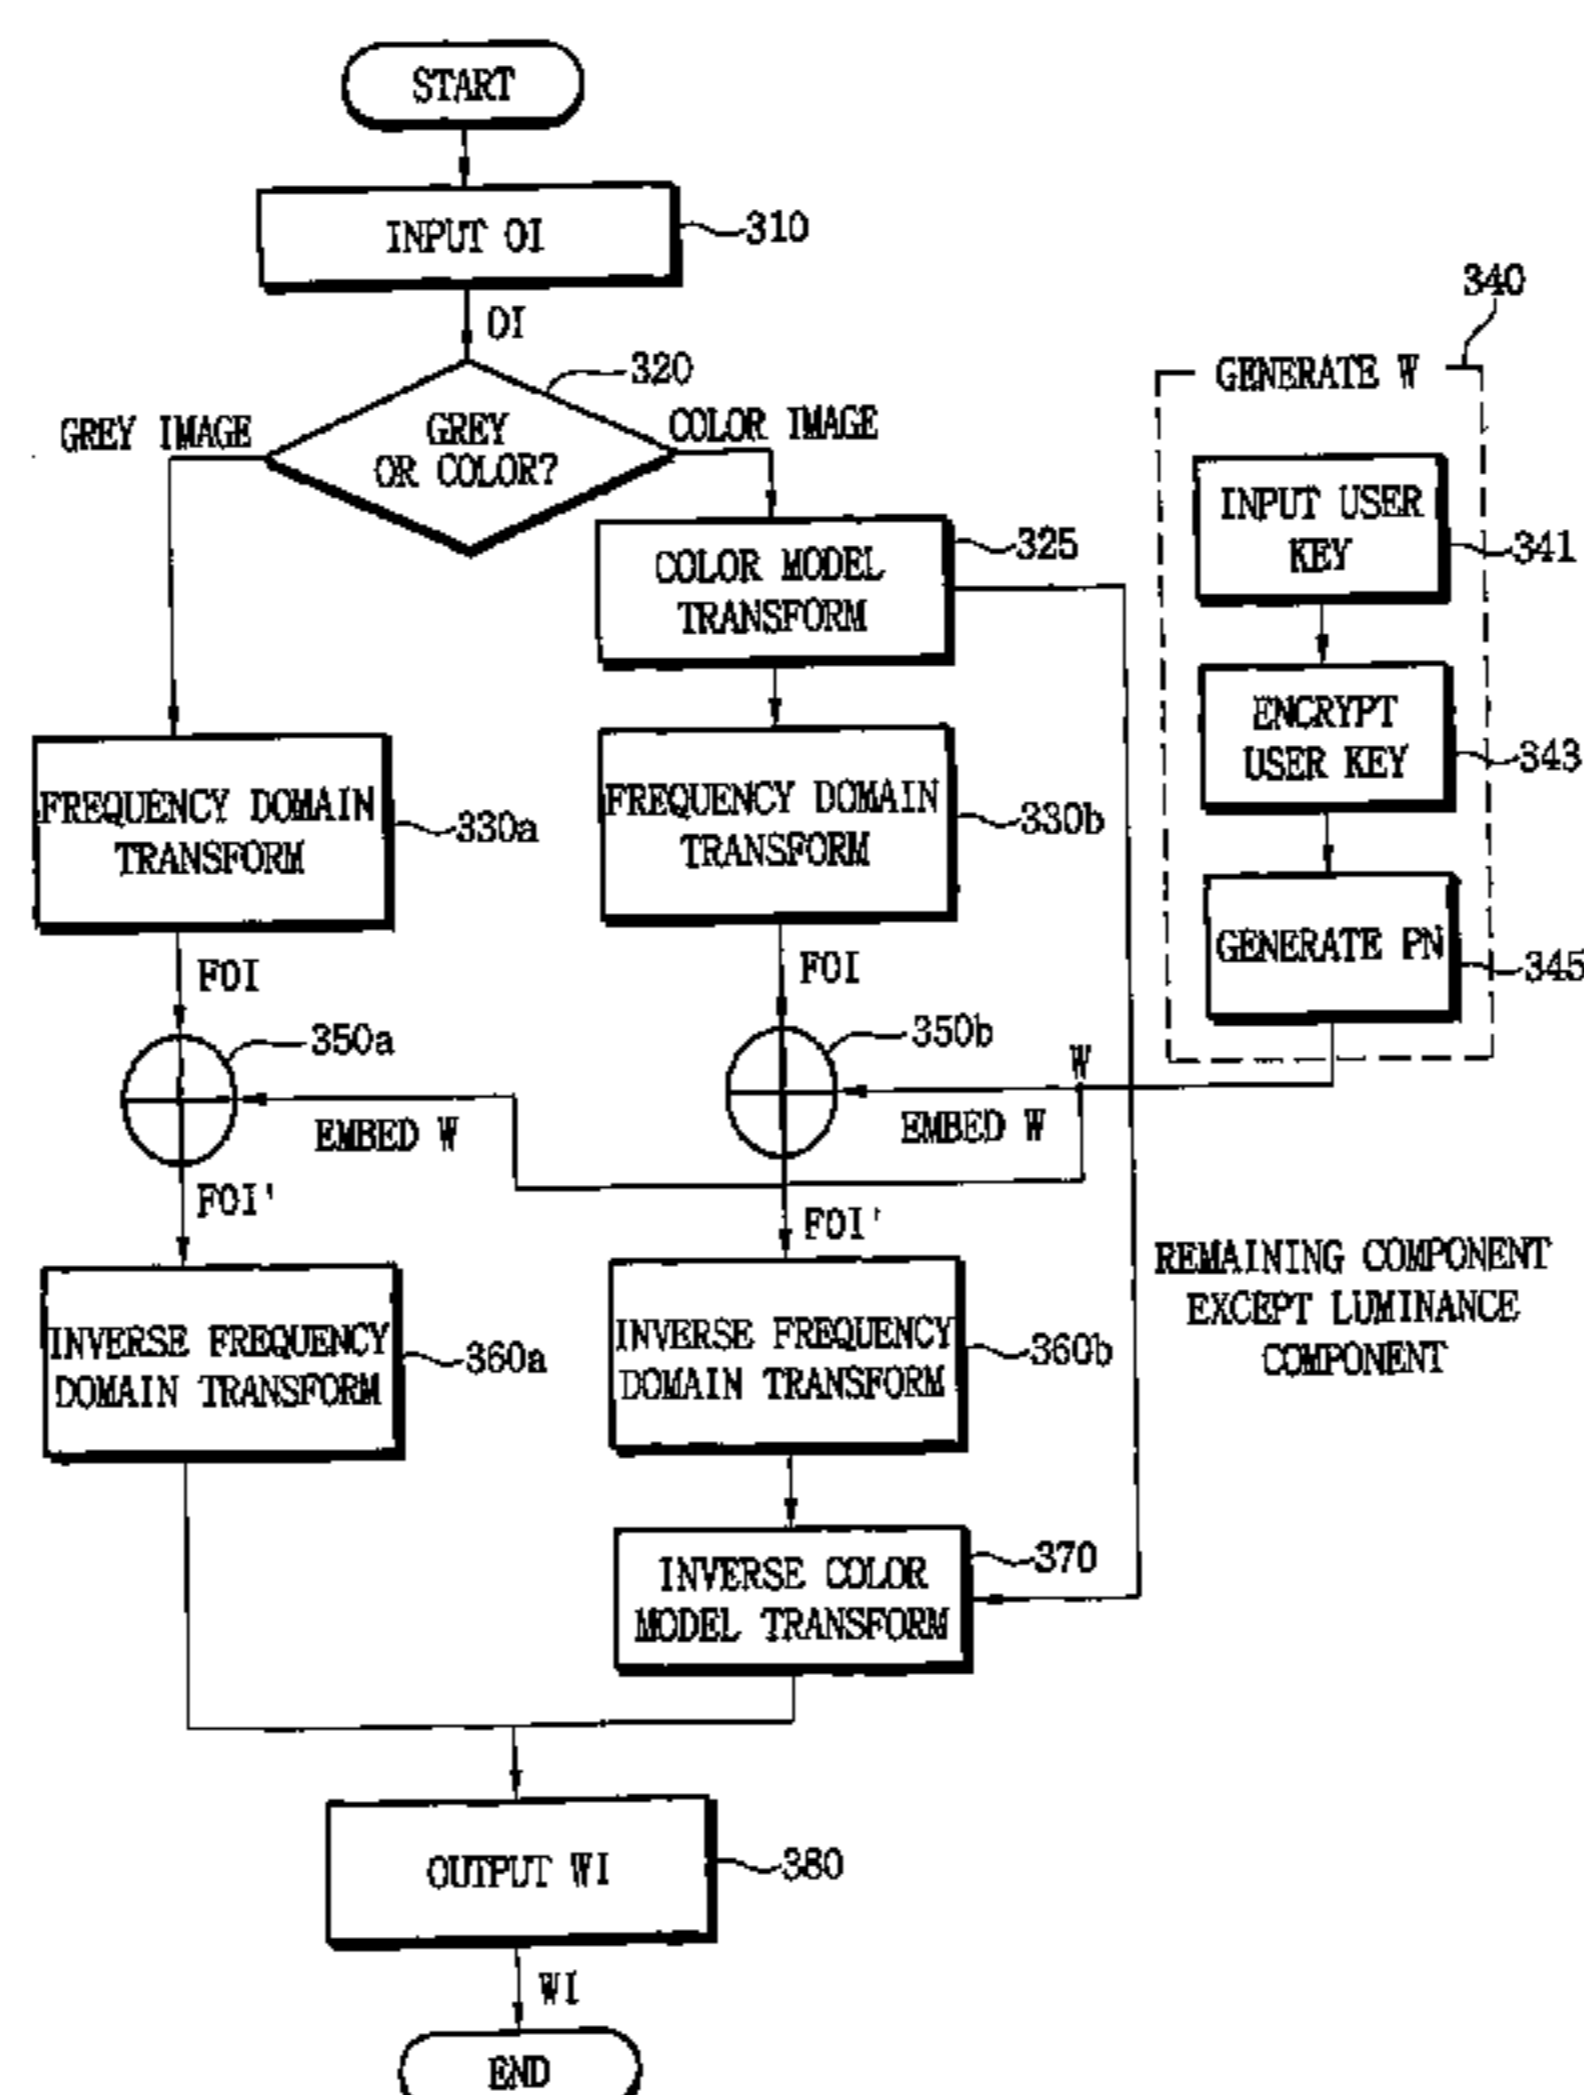 START
INPUT OI
310
OI
340
320
GENERATE W
GREY IMAGE
GREY
OR COLOR?
COLOR IMAGE
INPUT USER
KEY
341
COLOR MODEL
TRANSFORM
325
ENCRYPT
USER KEY
343
FREQUENCY DOMAIN
TRANSFORM
330a
FREQUENCY DOMAIN
TRANSFORM
330b
GENERATE PN
345
FOI
FOI
350a
350b
W
EMBED W
EMBED W
FOI'
FOI'
REMAINING COMPONENT
EXCEPT LUMINANCE
COMPONENT
INVERSE FREQUENCY
DOMAIN TRANSFORM
360a
INVERSE FREQUENCY
DOMAIN TRANSFORM
360b
INVERSE COLOR
MODEL TRANSFORM
370
OUTPUT WI
380
WI
END